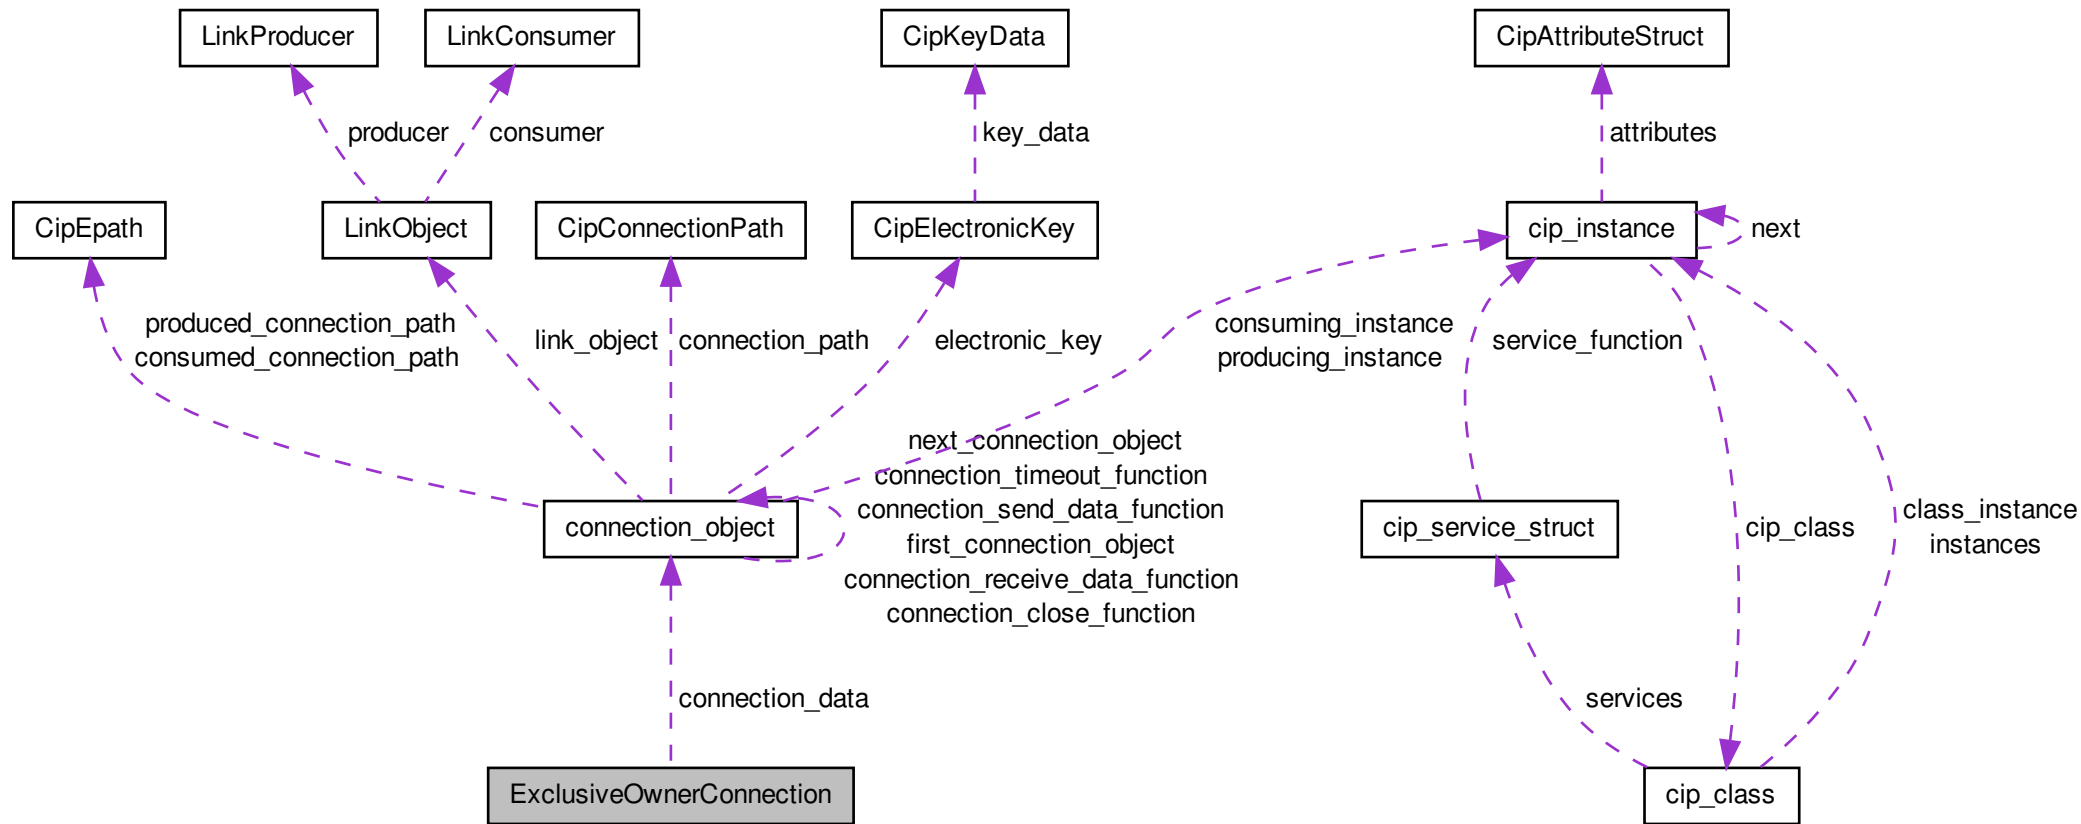 LinkProducer
LinkConsumer
CipKeyData
CipAttributeStruct
producer
consumer
key_data
attributes
CipEpath
LinkObject
CipConnectionPath
CipElectronicKey
cip_instance
next
produced_connection_path
consumed_connection_path
link_object
connection_path
electronic_key
consuming_instance
producing_instance
service_function
next_connection_object
connection_timeout_function
connection_send_data_function
first_connection_object
connection_receive_data_function
connection_close_function
connection_object
cip_service_struct
cip_class
class_instance
instances
connection_data
services
ExclusiveOwnerConnection
cip_class